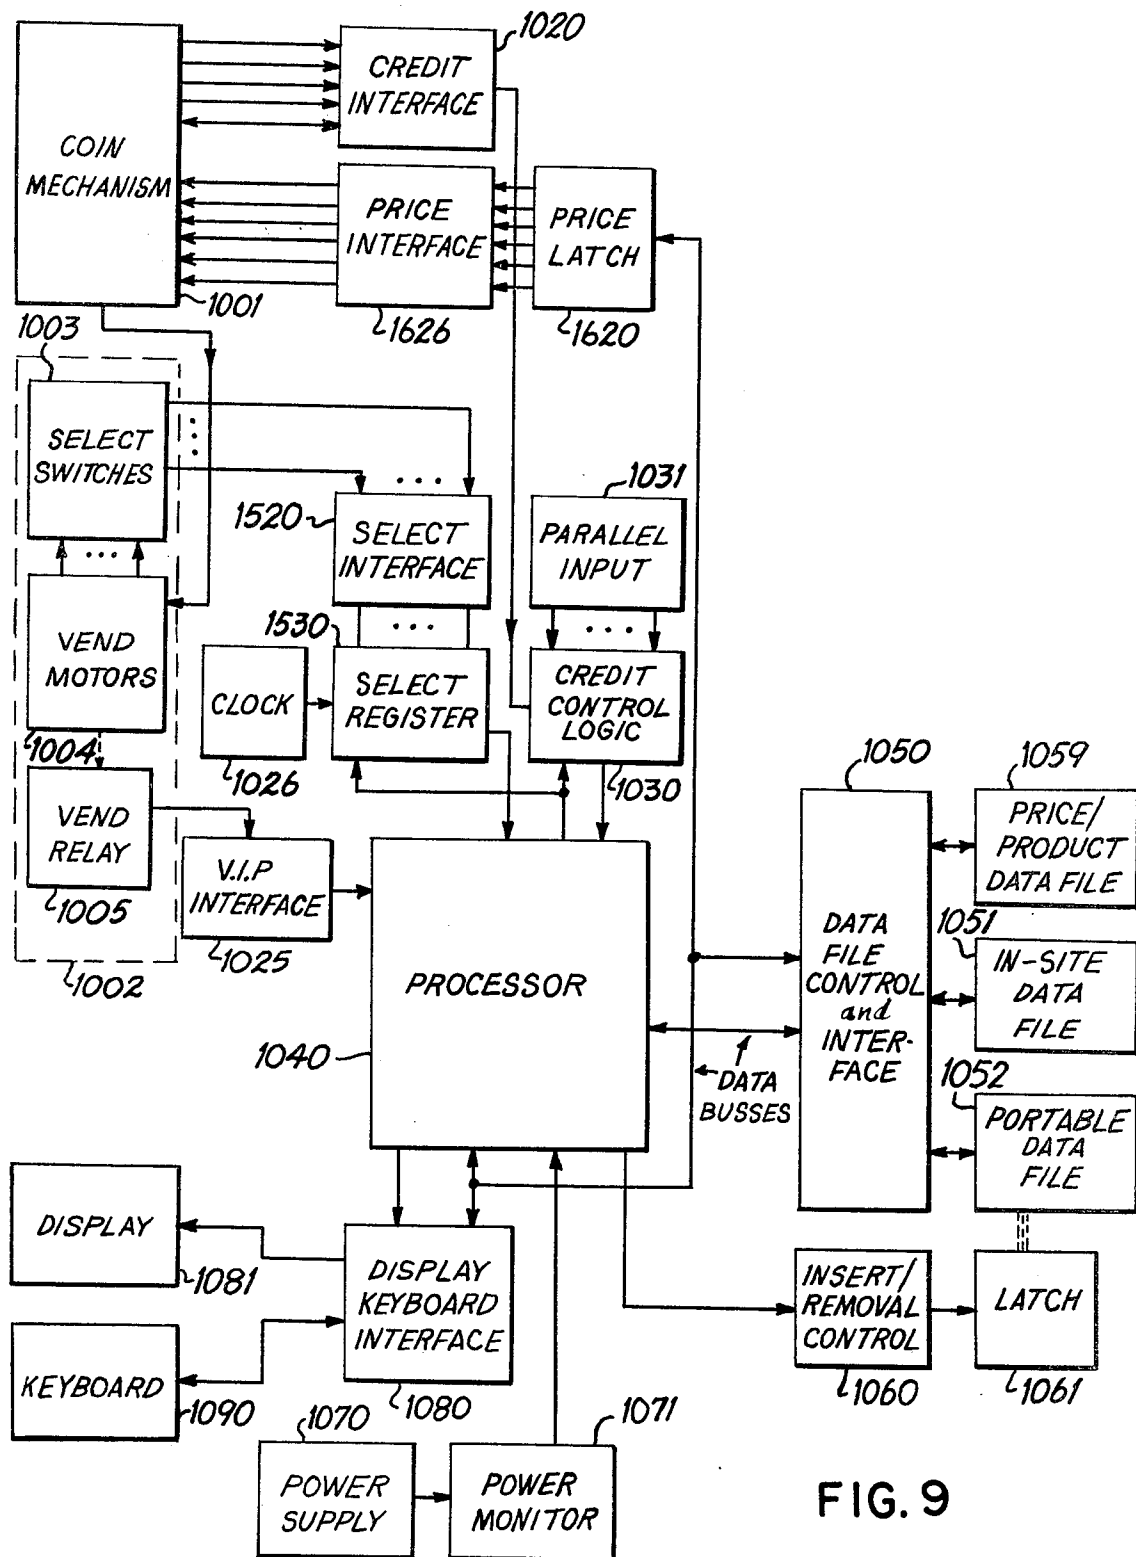 1020
CREDIT
INTERFACE
COIN
MECHANISM
PRICE
INTERFACE
PRICE
LATCH
1001
1626
1620
1003
SELECT
SWITCHES
1031
1520
SELECT
INTERFACE
PARALLEL
INPUT
1530
VEND
MOTORS
CLOCK
SELECT
REGISTER
CREDIT
CONTROL
LOGIC
1004
1026
1030
1050
1059
VEND
RELAY
V.I.P
INTERFACE
PRICE/
PRODUCT
DATA FILE
1005
1025
1002
PROCESSOR
DATA
FILE
CONTROL
and
INTER-
FACE
1051
IN-SITE
DATA
FILE
1040
DATA
BUSSES
1052
PORTABLE
DATA
FILE
DISPLAY
1081
DISPLAY
KEYBOARD
INTERFACE
INSERT/
REMOVAL
CONTROL
LATCH
KEYBOARD
1090
1080
1060
1061
1070
1071
POWER
SUPPLY
POWER
MONITOR
FIG. 9